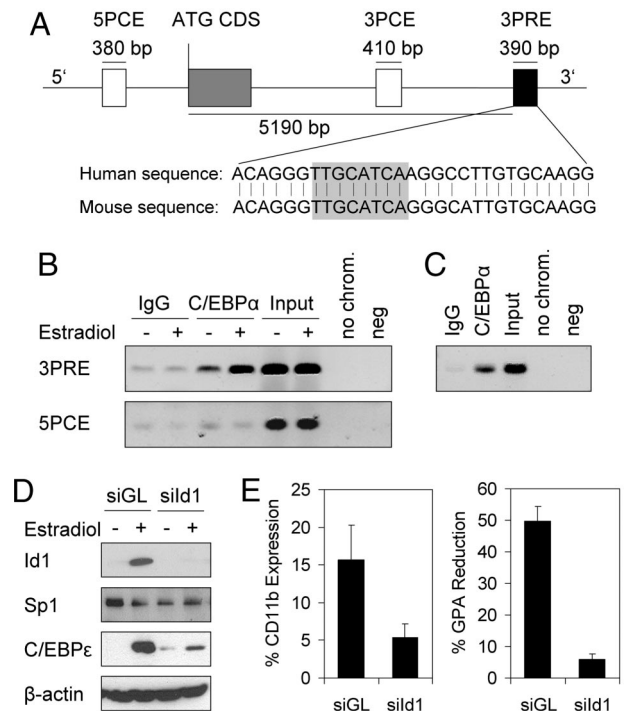 A
5PCE ATG CDS 3PCE 3PRE
380 bp 410 bp 390 bp
5‘ 3‘
5190 bp
Human sequence: ACAGGGTTGCATCAAGGCCTTGTGCAAGG
Mouse sequence: ACAGGGTTGCATCAGGGCATTGTGCAAGG
B
IgG C/EBPα Input no chrom. neg
Estradiol - + - + - +
3PRE
5PCE
C
IgG C/EBPα Input no chrom. neg
D
siGL siId1
Estradiol - + - +
Id1
Sp1
C/EBPε
β-actin
E
% CD11b Expression
25
20
15
10
5
0
siGL siId1
% GPA Reduction
60
50
40
30
20
10
0
siGL siId1